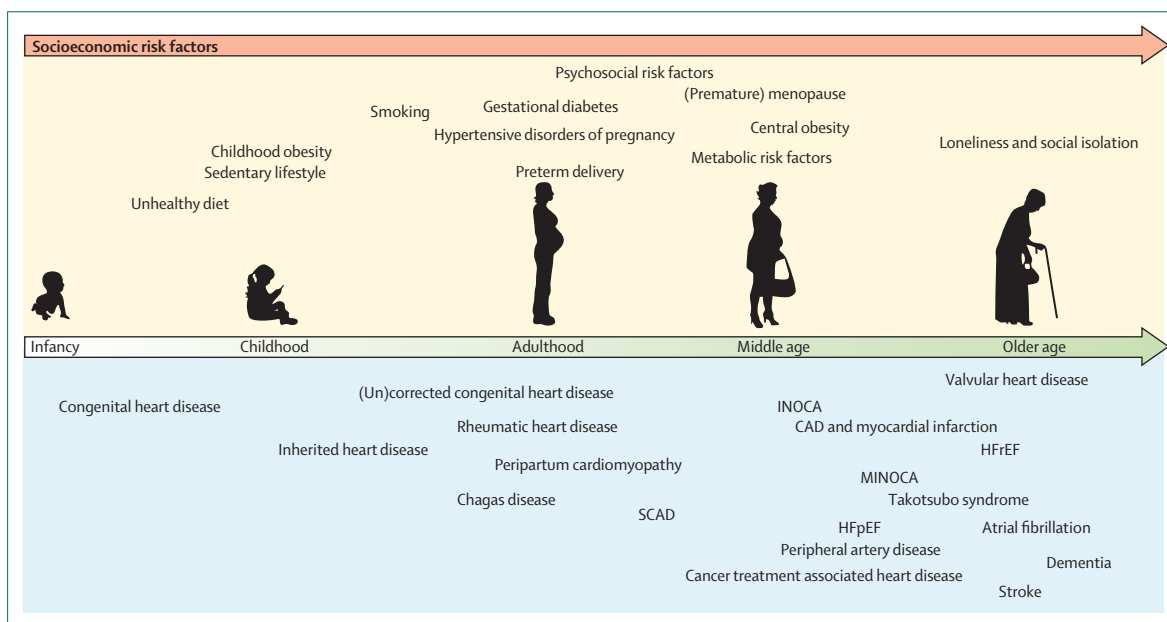 Socioeconomic risk factors
Psychosocial risk factors
(Premature) menopause
Smoking
Gestational diabetes
Hypertensive disorders of pregnancy
Central obesity
Loneliness and social isolation
Childhood obesity
Metabolic risk factors
Sedentary lifestyle
Preterm delivery
Unhealthy diet
Infancy
Childhood
Adulthood
Middle age
Older age
Valvular heart disease
(Un)corrected congenital heart disease
Congenital heart disease
INOCA
Rheumatic heart disease
CAD and myocardial infarction
Inherited heart disease
HFrEF
Peripartum cardiomyopathy
MINOCA
Chagas disease
Takotsubo syndrome
SCAD
HFpEF
Atrial fibrillation
Peripheral artery disease
Dementia
Cancer treatment associated heart disease
Stroke